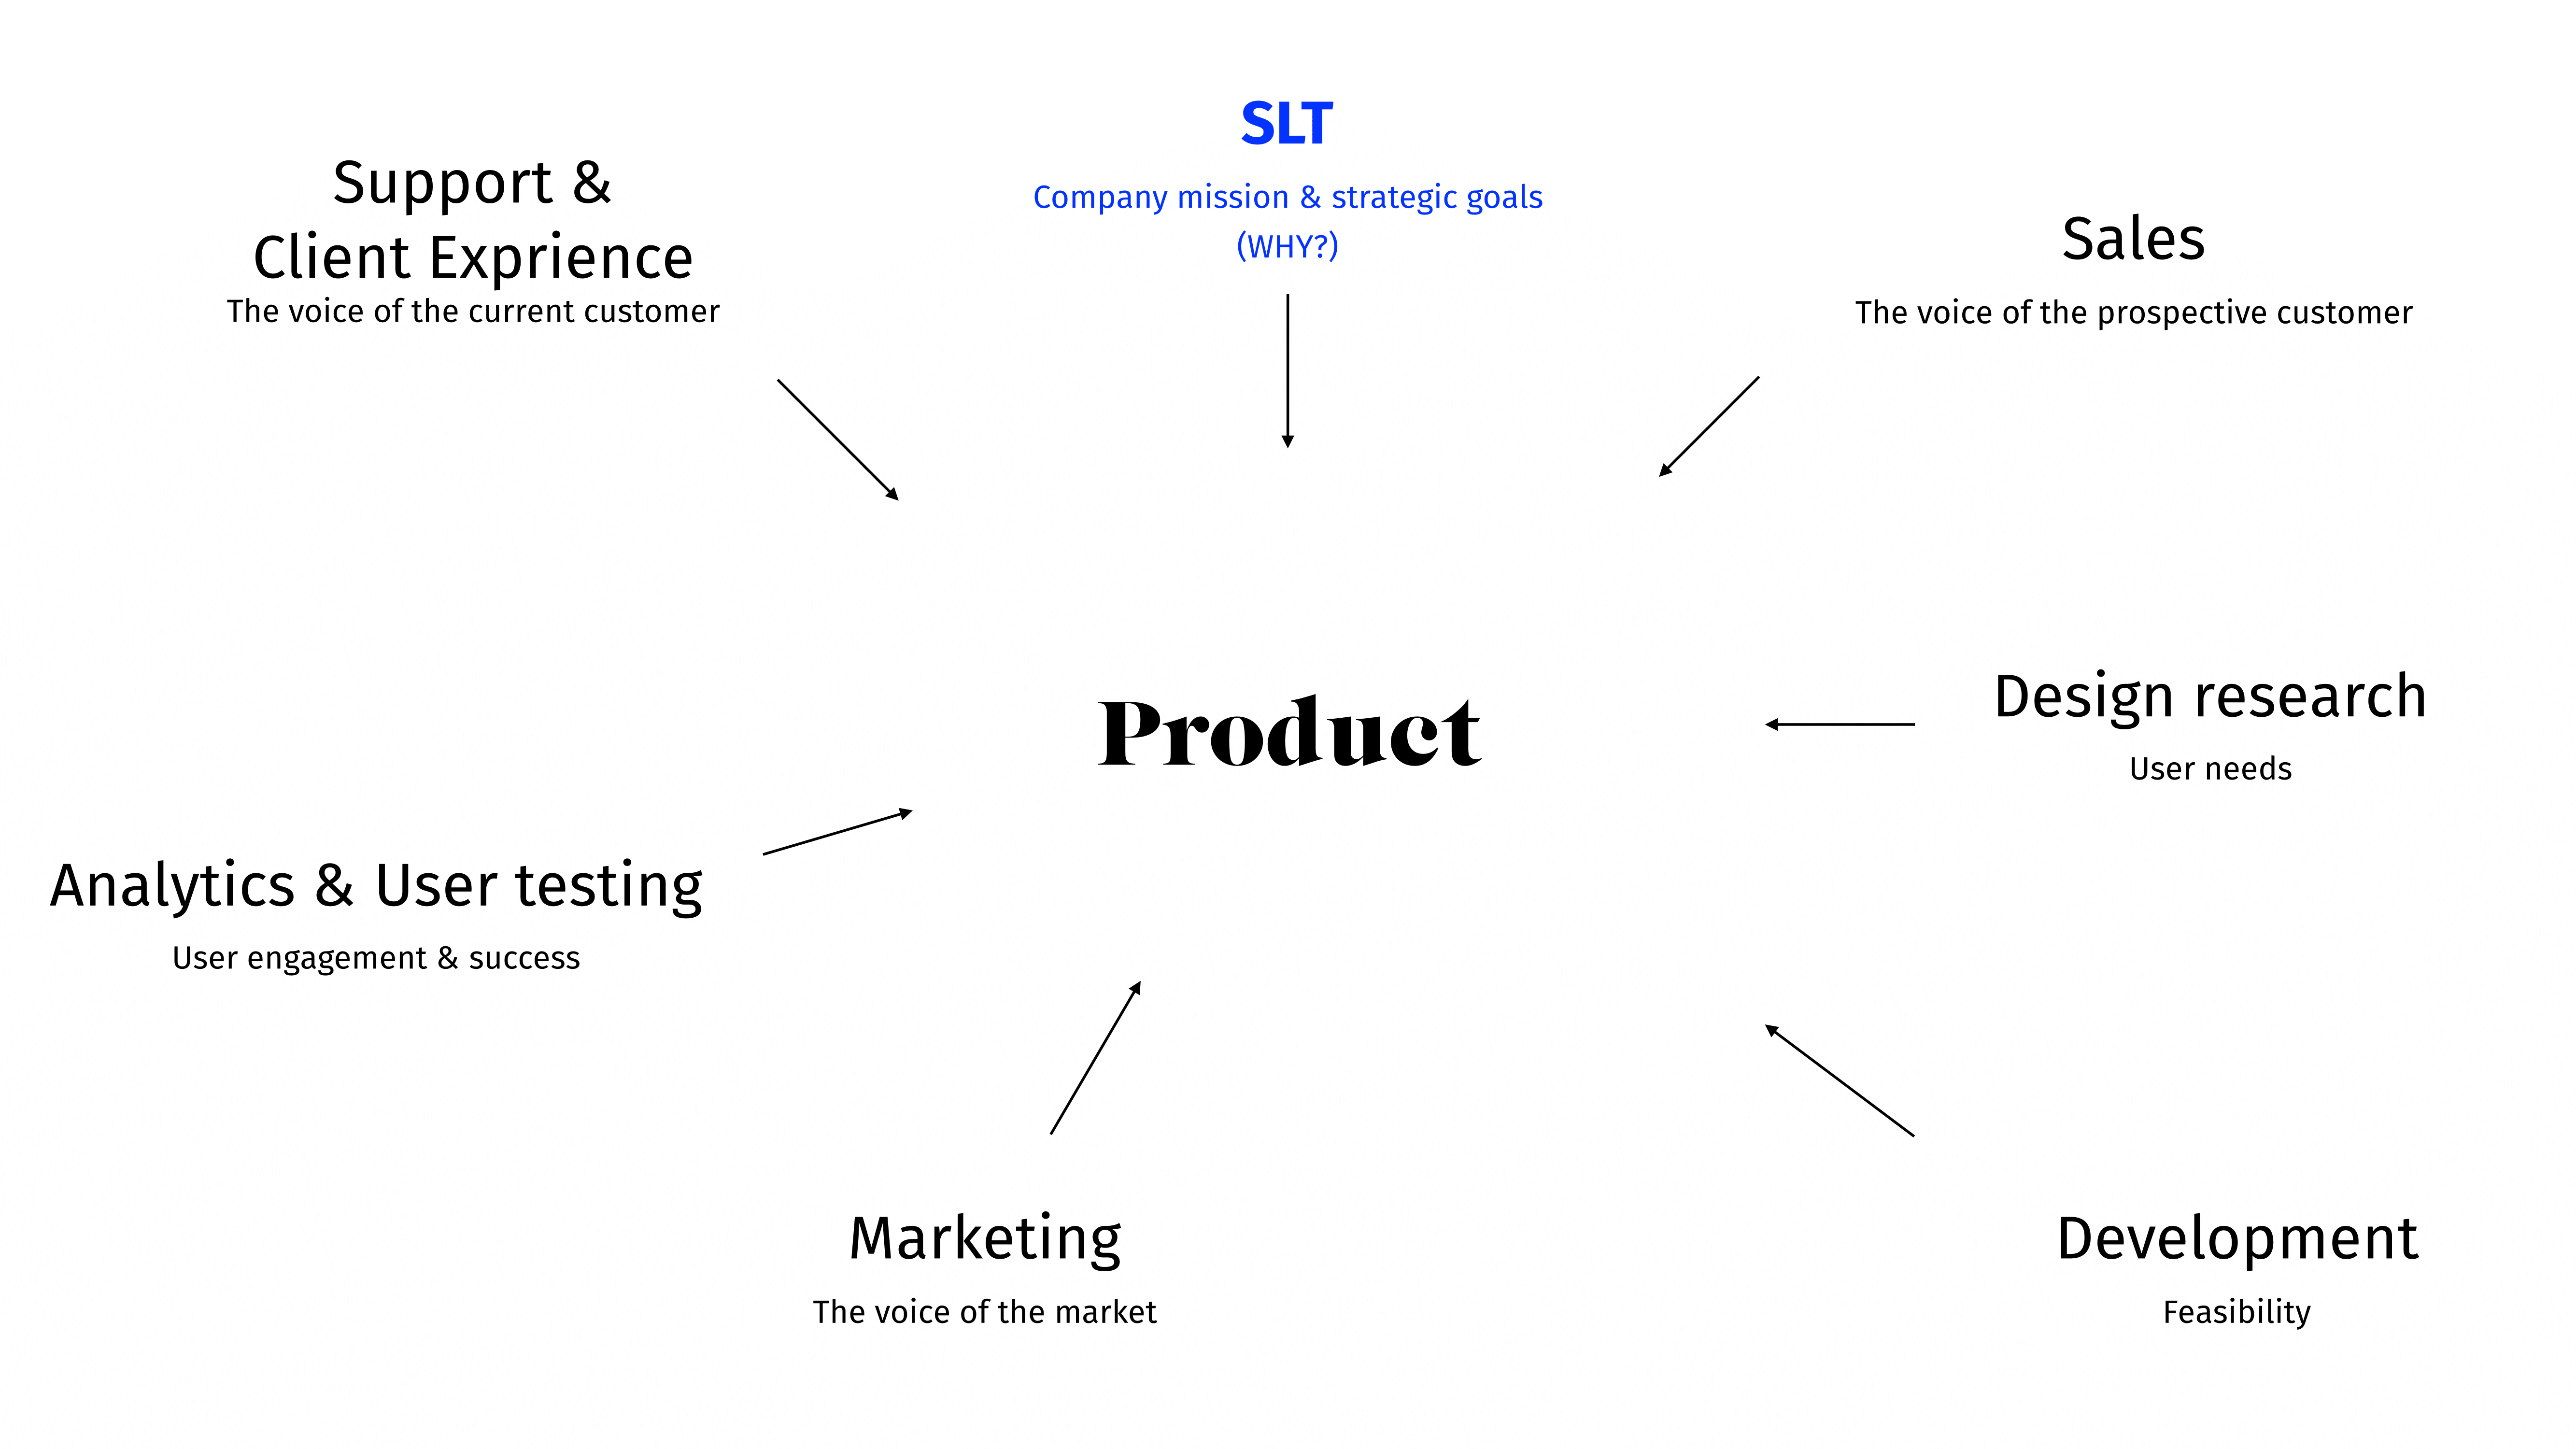 SLT
Company mission & strategic goals
(WHY?)
Support &
Client Exprience
The voice of the current customer
Sales
The voice of the prospective customer
Product
Design research
User needs
Analytics & User testing
User engagement & success
Marketing
The voice of the market
Development
Feasibility